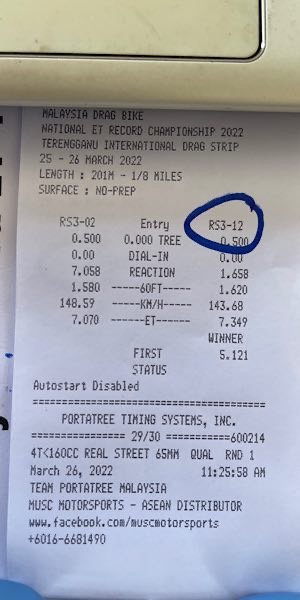 MALAYSIA DRAG BIKE
NATIONAL ET RECORD CHAMPIONSHIP 2022
TERENGGANU INTERNATIONAL DRAG STRIP
25 - 26 MARCH 2022
LENGTH : 201M - 1/8 MILES
SURFACE : NO-PREP
RS3-02 Entry RS3-12
0.500 0.000 TREE 0.500
0.00 DIAL-IN 0.00
7.058 REACTION 1.658
1.580 -----60FT----- 1.620
148.59 -----KM/H----- 143.68
7.070 ------ET------ 7.349
WINNER
FIRST 5.121
STATUS
Autostart Disabled
========================================
PORTATREE TIMING SYSTEMS, INC.
================ 29/30 ===========600214
4T<160CC REAL STREET 65MM QUAL RND 1
March 26, 2022 11:25:58 AM
TEAM PORTATREE MALAYSIA
MUSC MOTORSPORTS - ASEAN DISTRIBUTOR
www.facebook.com/muscmotorsports
+6016-6681490